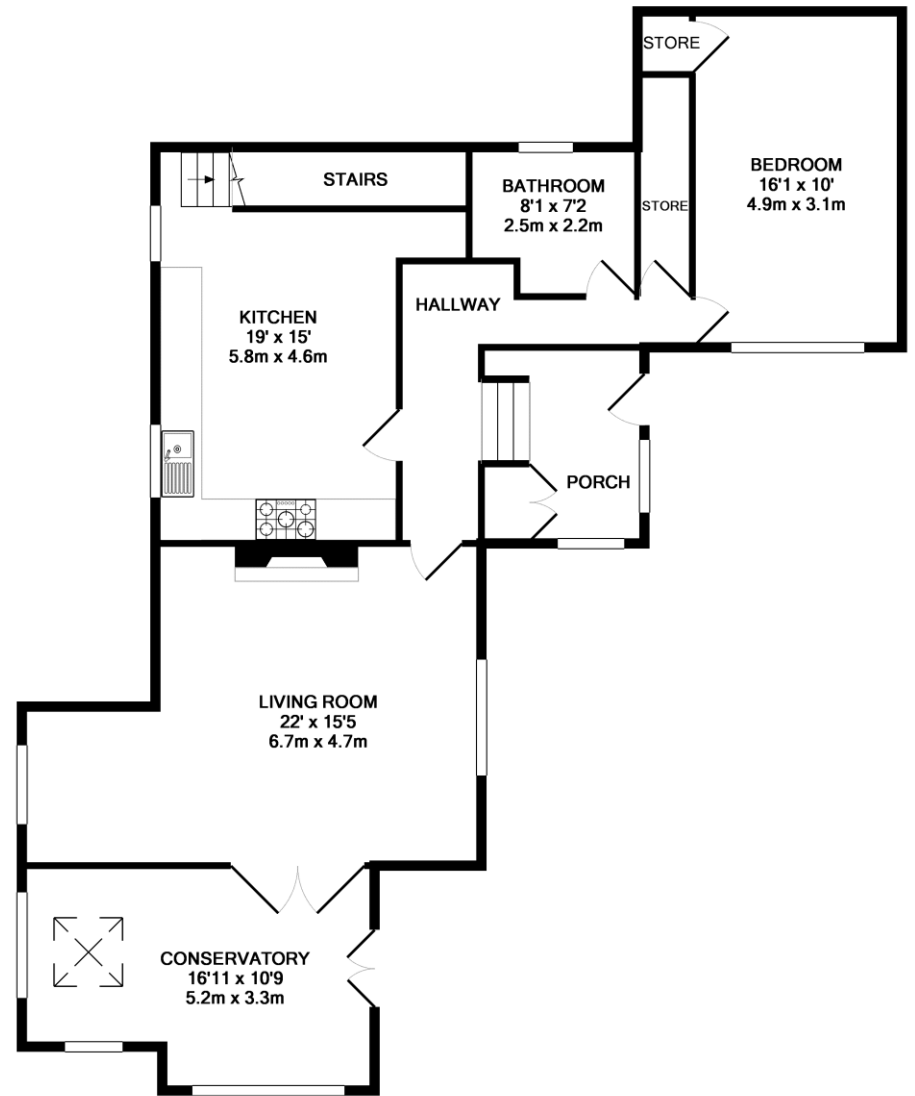 STORE
BEDROOM
16'1 x 10'
4.9m x 3.1m
STAIRS
BATHROOM
8'1 x 7'2
2.5m x 2.2m
STORE
HALLWAY
KITCHEN
19' x 15'
5.8m x 4.6m
PORCH
LIVING ROOM
22' x 15'5
6.7m x 4.7m
CONSERVATORY
16'11 x 10'9
5.2m x 3.3m